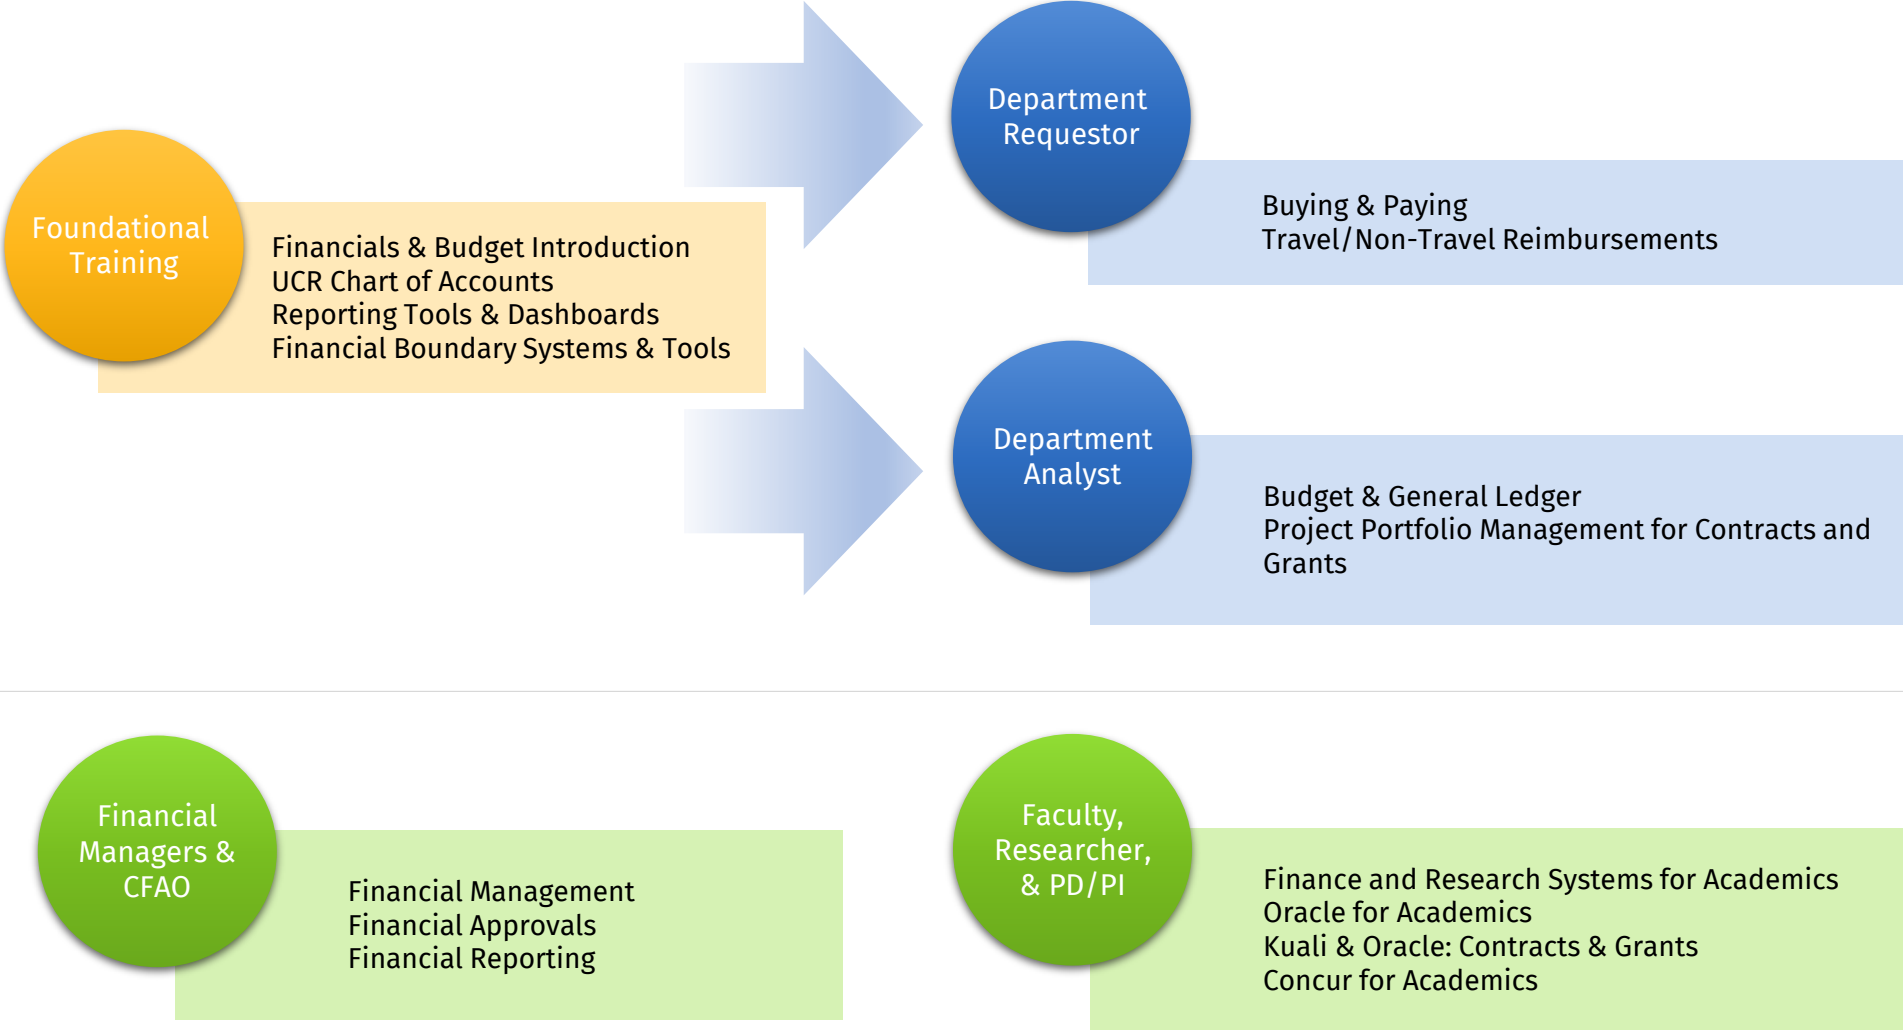 Foundational
Training
Financials & Budget Introduction
UCR Chart of Accounts
Reporting Tools & Dashboards
Financial Boundary Systems & Tools
Department
Requestor
Buying & Paying
Travel/Non-Travel Reimbursements
Department
Analyst
Budget & General Ledger
Project Portfolio Management for Contracts and
Grants
Financial
Managers &
CFAO
Financial Management
Financial Approvals
Financial Reporting
Faculty,
Researcher,
& PD/PI
Finance and Research Systems for Academics
Oracle for Academics
Kuali & Oracle: Contracts & Grants
Concur for Academics